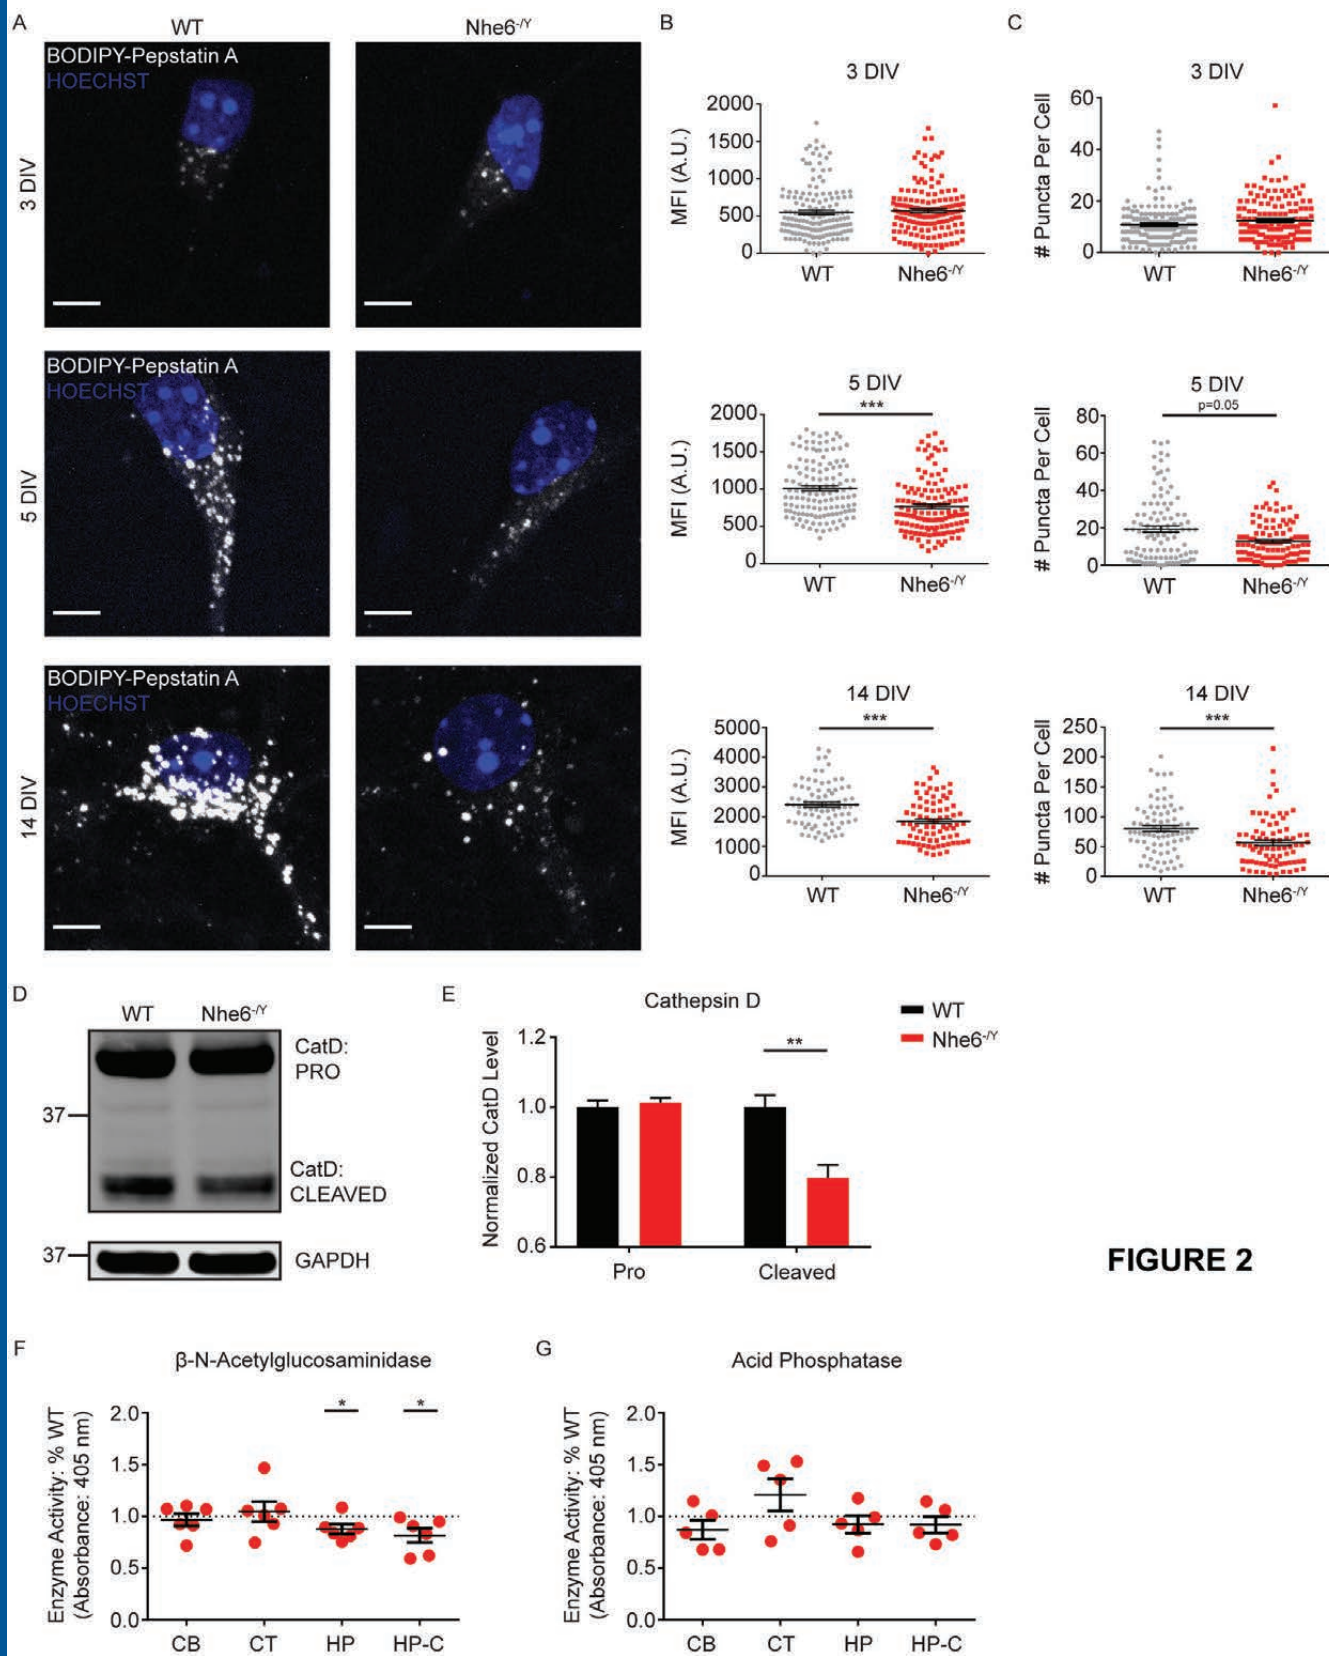 A
WT
Nhe6-/Y
B
C
BODIPY-Pepstatin A
HOECHST
3 DIV
3 DIV
2000
1500
1000
500
0
MFI (A.U.)
WT
Nhe6-/Y
3 DIV
60
40
20
0
# Puncta Per Cell
WT
Nhe6-/Y
BODIPY-Pepstatin A
HOECHST
5 DIV
5 DIV
***
2000
1500
1000
500
0
MFI (A.U.)
WT
Nhe6-/Y
5 DIV
p=0.05
80
60
40
20
0
# Puncta Per Cell
WT
Nhe6-/Y
BODIPY-Pepstatin A
HOECHST
14 DIV
14 DIV
***
5000
4000
3000
2000
1000
0
MFI (A.U.)
WT
Nhe6-/Y
14 DIV
***
250
200
150
100
50
0
# Puncta Per Cell
WT
Nhe6-/Y
D
WT
Nhe6-/Y
CatD:
PRO
37
CatD:
CLEAVED
37
GAPDH
E
Cathepsin D
WT
Nhe6-/Y
**
1.2
1.0
0.8
0.6
Normalized CatD Level
Pro
Cleaved
FIGURE 2
F
β-N-Acetylglucosaminidase
*
*
2.0
1.5
1.0
0.5
0.0
Enzyme Activity: % WT
(Absorbance: 405 nm)
CB
CT
HP
HP-C
G
Acid Phosphatase
2.0
1.5
1.0
0.5
0.0
Enzyme Activity: % WT
(Absorbance: 405 nm)
CB
CT
HP
HP-C